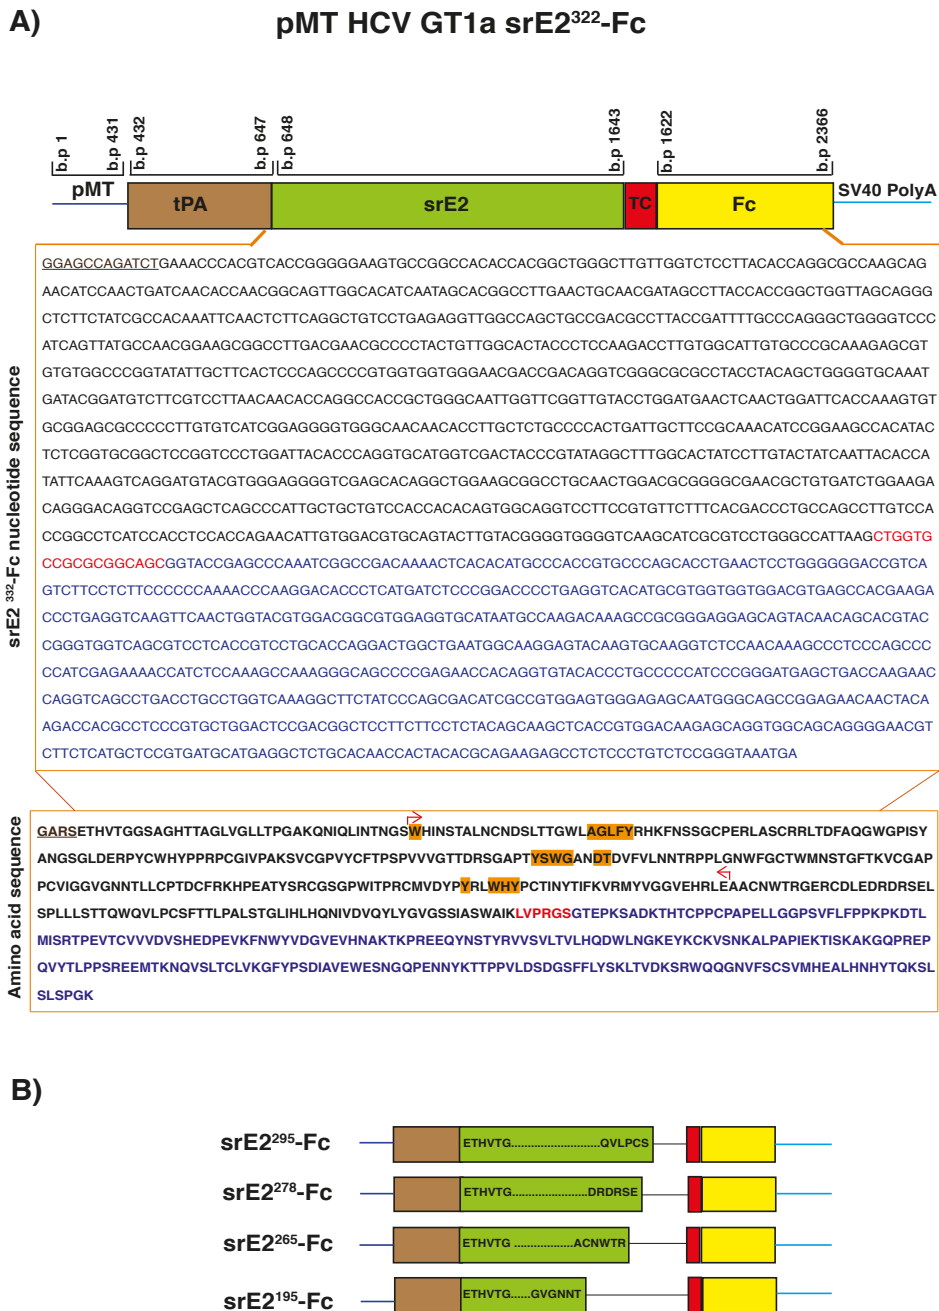 A)
pMT HCV GT1a srE2322-Fc
b.p 1
b.p 431
b.p 432
b.p 647
b.p 648
b.p 1643
b.p 1622
b.p 2366
pMT
tPA
srE2
TC
Fc
SV40 PolyA
srE2 332-Fc nucleotide sequence
GGAGCCAGATCTGAAACCCACGTCACCGGGGGAAGTGCCGGCCACACCACGGCTGGGCTTGTTGGTCTCCTTACACCAGGCGCCAAGCAG
AACATCCAACTGATCAACACCAACGGCAGTTGGCACATCAATAGCACGGCCTTGAACTGCAACGATAGCCTTACCACCGGCTGGTTAGCAGGG
CTCTTCTATCGCCACAAATTCAACTCTTCAGGCTGTCCTGAGAGGTTGGCCAGCTGCCGACGCCTTACCGATTTTGCCCAGGGCTGGGGTCCC
ATCAGTTATGCCAACGGAAGCGGCCTTGACGAACGCCCCTACTGTTGGCACTACCCTCCAAGACCTTGTGGCATTGTGCCCGCAAAGAGCGT
GTGTGGCCCGGTATATTGCTTCACTCCCAGCCCCGTGGTGGTGGGAACGACCGACAGGTCGGGCGCGCCTACCTACAGCTGGGGTGCAAAT
GATACGGATGTCTTCGTCCTTAACAACACCAGGCCACCGCTGGGCAATTGGTTCGGTTGTACCTGGATGAACTCAACTGGATTCACCAAAGTGT
GCGGAGCGCCCCCTTGTGTCATCGGAGGGGTGGGCAACAACACCTTGCTCTGCCCCACTGATTGCTTCCGCAAACATCCGGAAGCCACATAC
TCTCGGTGCGGCTCCGGTCCCTGGATTACACCCAGGTGCATGGTCGACTACCCGTATAGGCTTTGGCACTATCCTTGTACTATCAATTACACCA
TATTCAAAGTCAGGATGTACGTGGGAGGGGTCGAGCACAGGCTGGAAGCGGCCTGCAACTGGACGCGGGGCGAACGCTGTGATCTGGAAGA
CAGGGACAGGTCCGAGCTCAGCCCATTGCTGCTGTCCACCACACAGTGGCAGGTCCTTCCGTGTTCTTTCACGACCCTGCCAGCCTTGTCCA
CCGGCCTCATCCACCTCCACCAGAACATTGTGGACGTGCAGTACTTGTACGGGGTGGGGTCAAGCATCGCGTCCTGGGCCATTAAGCTGGTG
CCGCGCGGCAGCGGTACCGAGCCCAAATCGGCCGACAAAACTCACACATGCCCACCGTGCCCAGCACCTGAACTCCTGGGGGGACCGTCA
GTCTTCCTCTTCCCCCCAAAACCCAAGGACACCCTCATGATCTCCCGGACCCCTGAGGTCACATGCGTGGTGGTGGACGTGAGCCACGAAGA
CCCTGAGGTCAAGTTCAACTGGTACGTGGACGGCGTGGAGGTGCATAATGCCAAGACAAAGCCGCGGGAGGAGCAGTACAACAGCACGTAC
CGGGTGGTCAGCGTCCTCACCGTCCTGCACCAGGACTGGCTGAATGGCAAGGAGTACAAGTGCAAGGTCTCCAACAAAGCCCTCCCAGCCC
CCATCGAGAAAACCATCTCCAAAGCCAAAGGGCAGCCCCGAGAACCACAGGTGTACACCCTGCCCCCATCCCGGGATGAGCTGACCAAGAAC
CAGGTCAGCCTGACCTGCCTGGTCAAAGGCTTCTATCCCAGCGACATCGCCGTGGAGTGGGAGAGCAATGGGCAGCCGGAGAACAACTACA
AGACCACGCCTCCCGTGCTGGACTCCGACGGCTCCTTCTTCCTCTACAGCAAGCTCACCGTGGACAAGAGCAGGTGGCAGCAGGGGAACGT
CTTCTCATGCTCCGTGATGCATGAGGCTCTGCACAACCACTACACGCAGAAGAGCCTCTCCCTGTCTCCGGGTAAATGA
Amino acid sequence
GARSETHVTGGSAGHTTAGLVGLLTPGAKQNIQLINTNGSWHINSTALNCNDSLTTGWLAGLFYRHKFNSSGCPERLASCRRLTDFAQGWGPISY
ANGSGLDERPYCWHYPPRPCGIVPAKSVCGPVYCFTPSPVVVGTTDRSGAPTYSWGANDTDVFVLNNTRPPLGNWFGCTWMNSTGFTKVCGAP
PCVIGGVGNNTLLCPTDCFRKHPEATYSRCGSGPWITPRCMVDYPYRLWHYPCTINYTIFKVRMYVGGVEHRLEAACNWTRGERCDLEDRDRSEL
SPLLLSTTQWQVLPCSFTTLPALSTGLIHLHQNIVDVQYLYGVGSSIASWAIKLVPRGSGTEPKSADKTHTCPPCPAPELLGGPSVFLFPPKPKDTL
MISRTPEVTCVVVDVSHEDPEVKFNWYVDGVEVHNAKTKPREEQYNSTYRVVSVLTVLHQDWLNGKEYKCKVSNKALPAPIEKTISKAKGQPREP
QVYTLPPSREEMTKNQVSLTCLVKGFYPSDIAVEWESNGQPENNYKTTPPVLDSDGSFFLYSKLTVDKSRWQQGNVFSCSVMHEALHNHYTQKSL
SLSPGK
B)
srE2295-Fc
ETHVTG...........................QVLPCS
srE2278-Fc
ETHVTG.......................DRDRSE
srE2265-Fc
ETHVTG ..................ACNWTR
srE2195-Fc
ETHVTG......GVGNNT